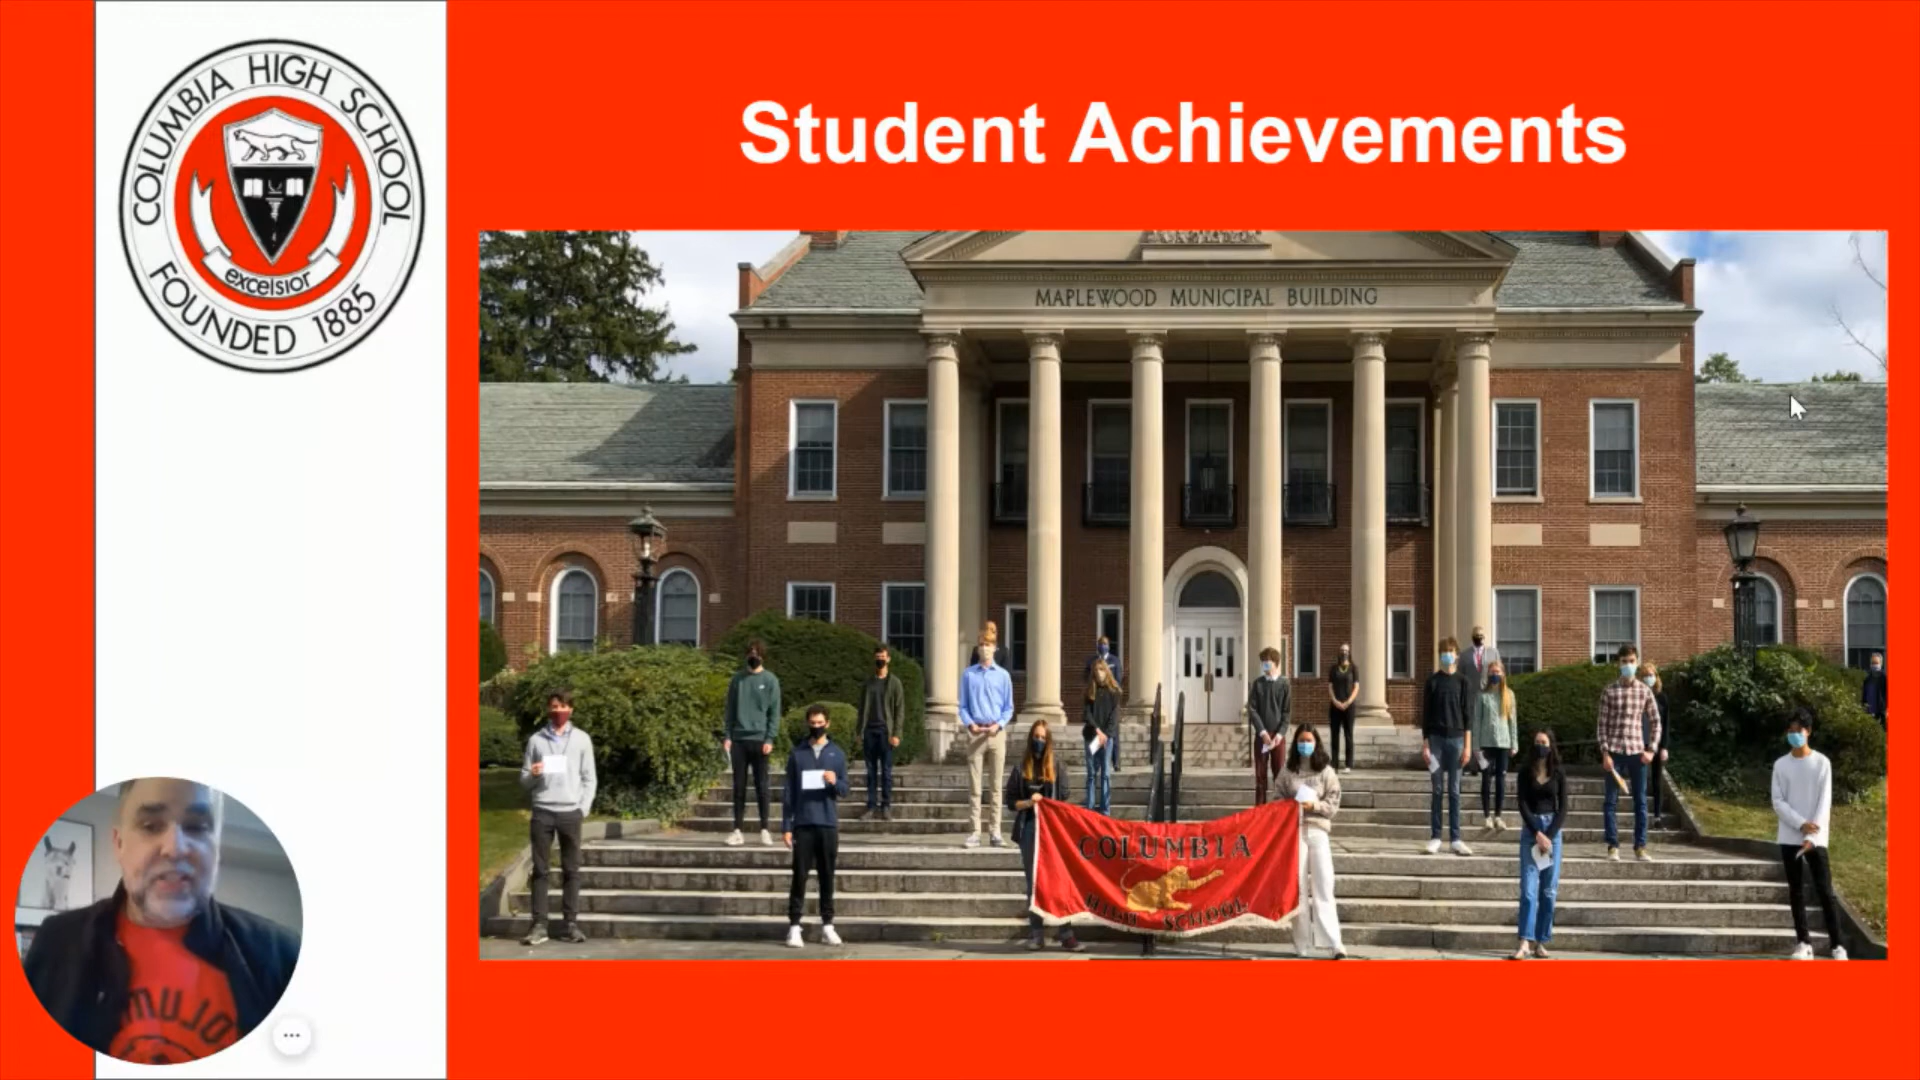 COLUMBIA HIGH SCHOOL
excelsior
FOUNDED 1885
Student Achievements
MAPLEWOOD MUNICIPAL BUILDING
COLUMBIA
HIGH SCHOOL